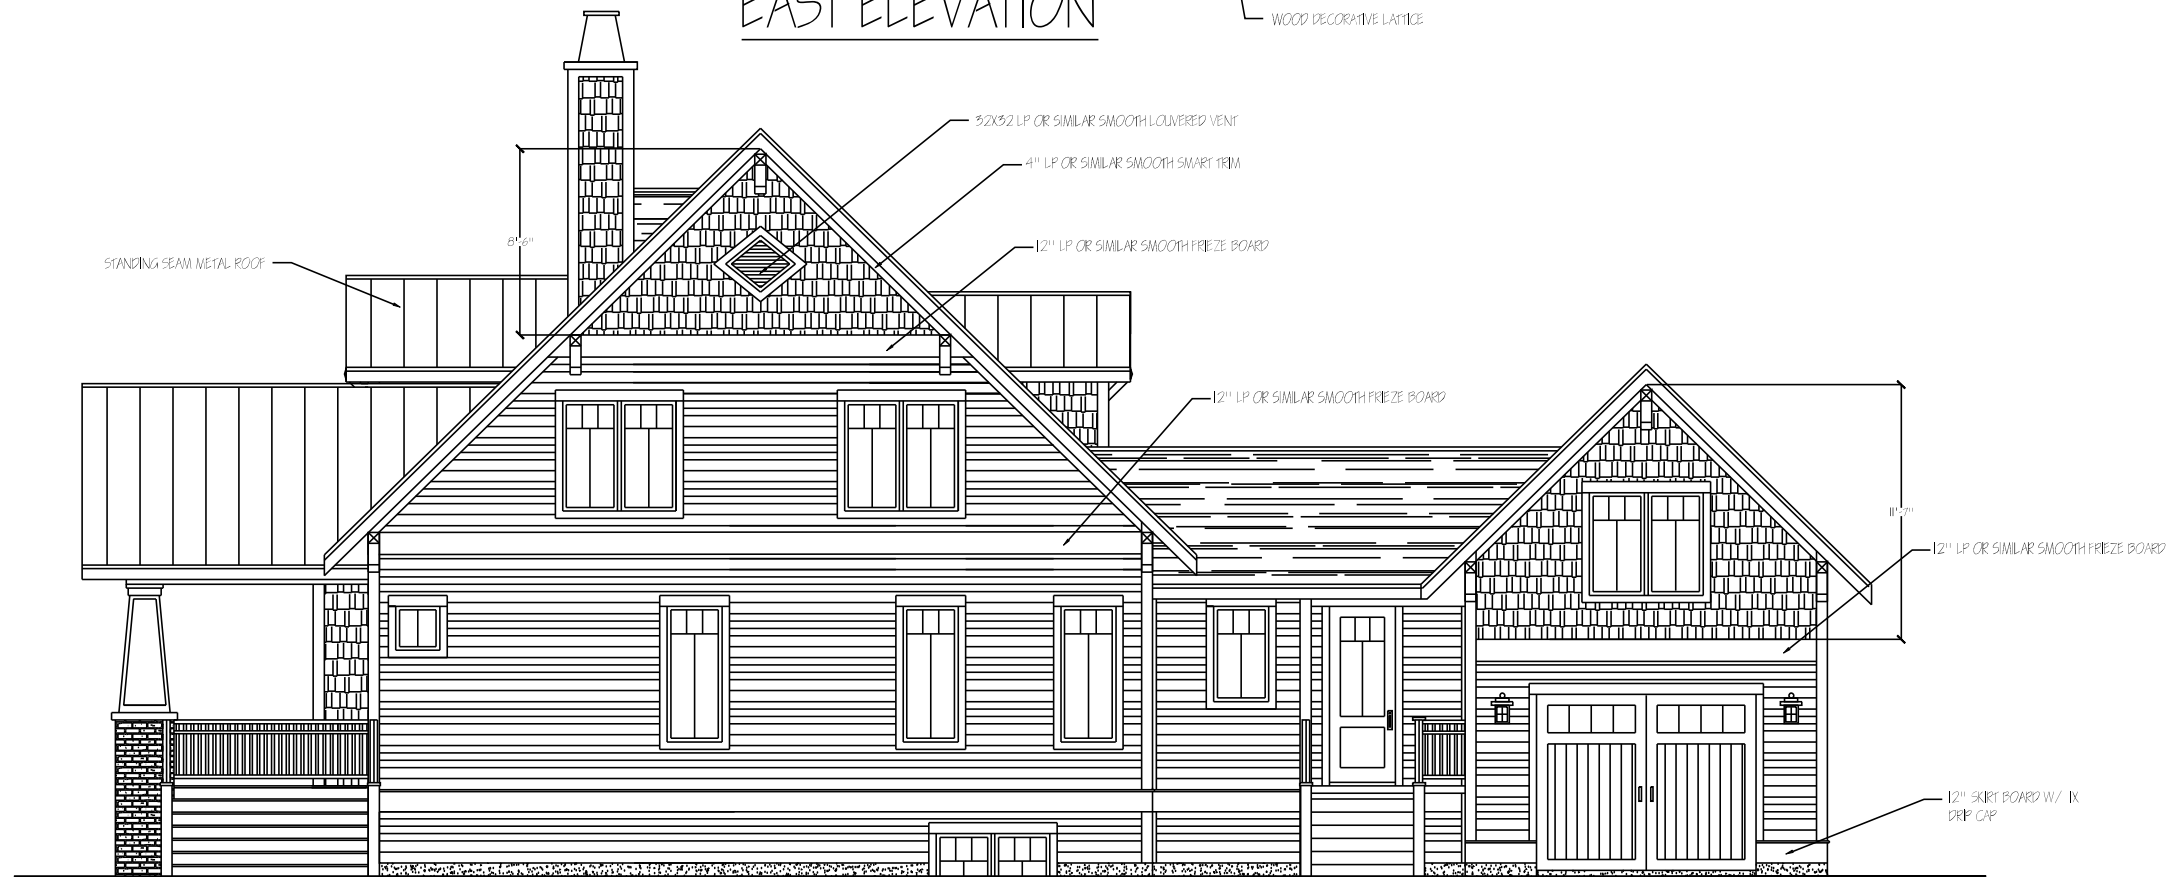 EAST ELEVATION
WOOD DECORATIVE LATTICE
32X32 LP OR SIMILAR SMOOTH LOUVERED VENT
4" LP OR SIMILAR SMOOTH SMART TRIM
8'-6"
12" LP OR SIMILAR SMOOTH FRIEZE BOARD
STANDING SEAM METAL ROOF
12" LP OR SIMILAR SMOOTH FRIEZE BOARD
11'-7"
12" LP OR SIMILAR SMOOTH FRIEZE BOARD
12" SKIRT BOARD W/ 1X
DRIP CAP